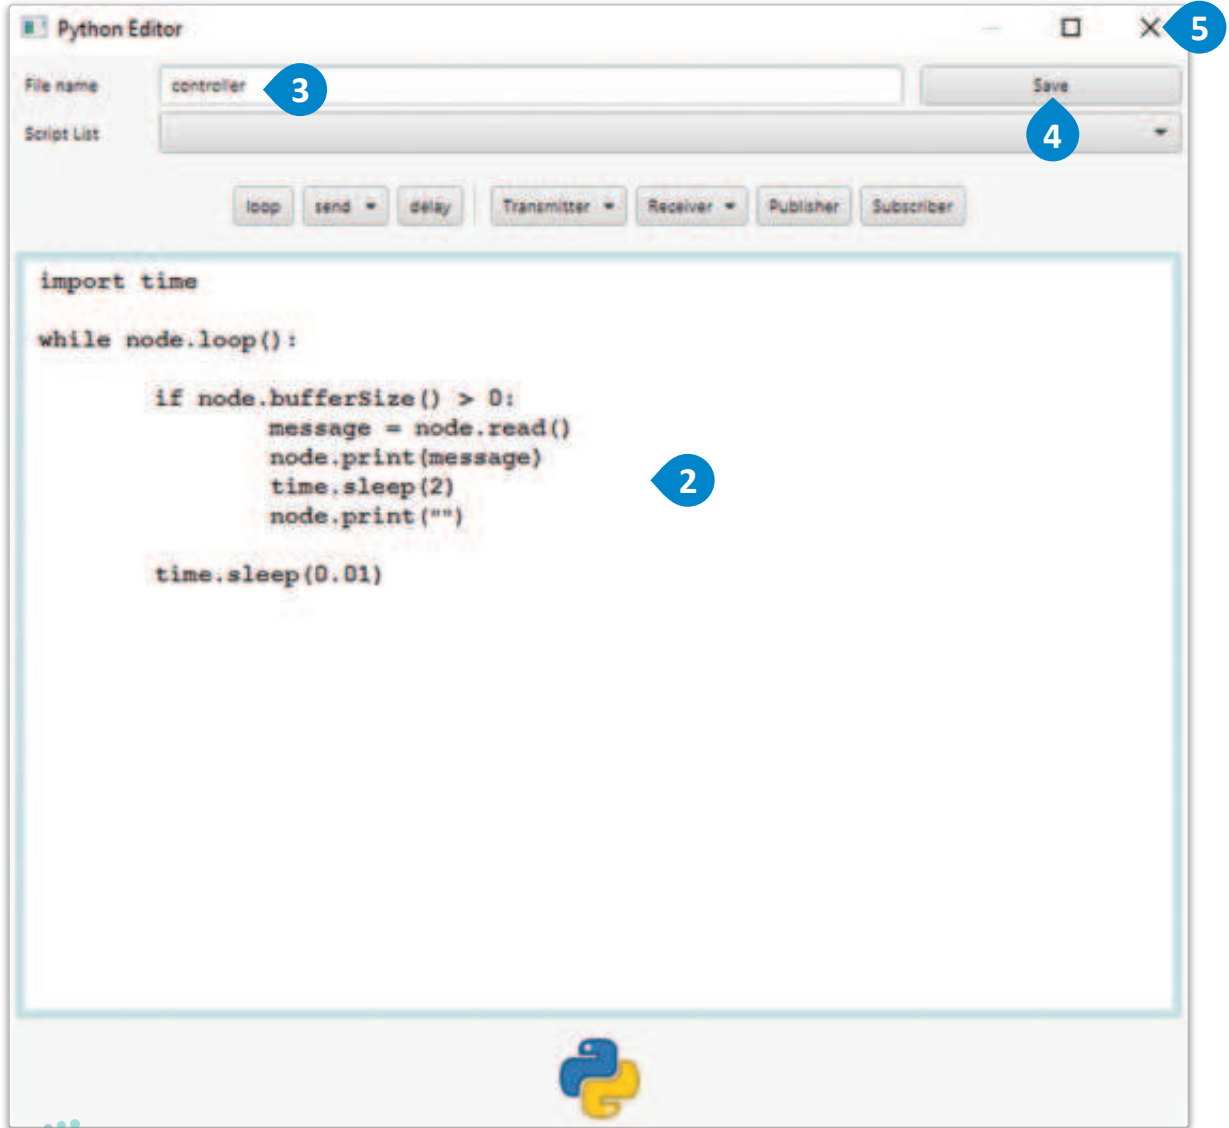 Python Editor
5
File name
controller
3
Save
Script List
4
loop
send
delay
Transmitter
Receiver
Publisher
Subscriber
import time
while node.loop():
if node.bufferSize() > 0:
message = node.read()
node.print(message)
time.sleep(2)
node.print("")
2
time.sleep(0.01)